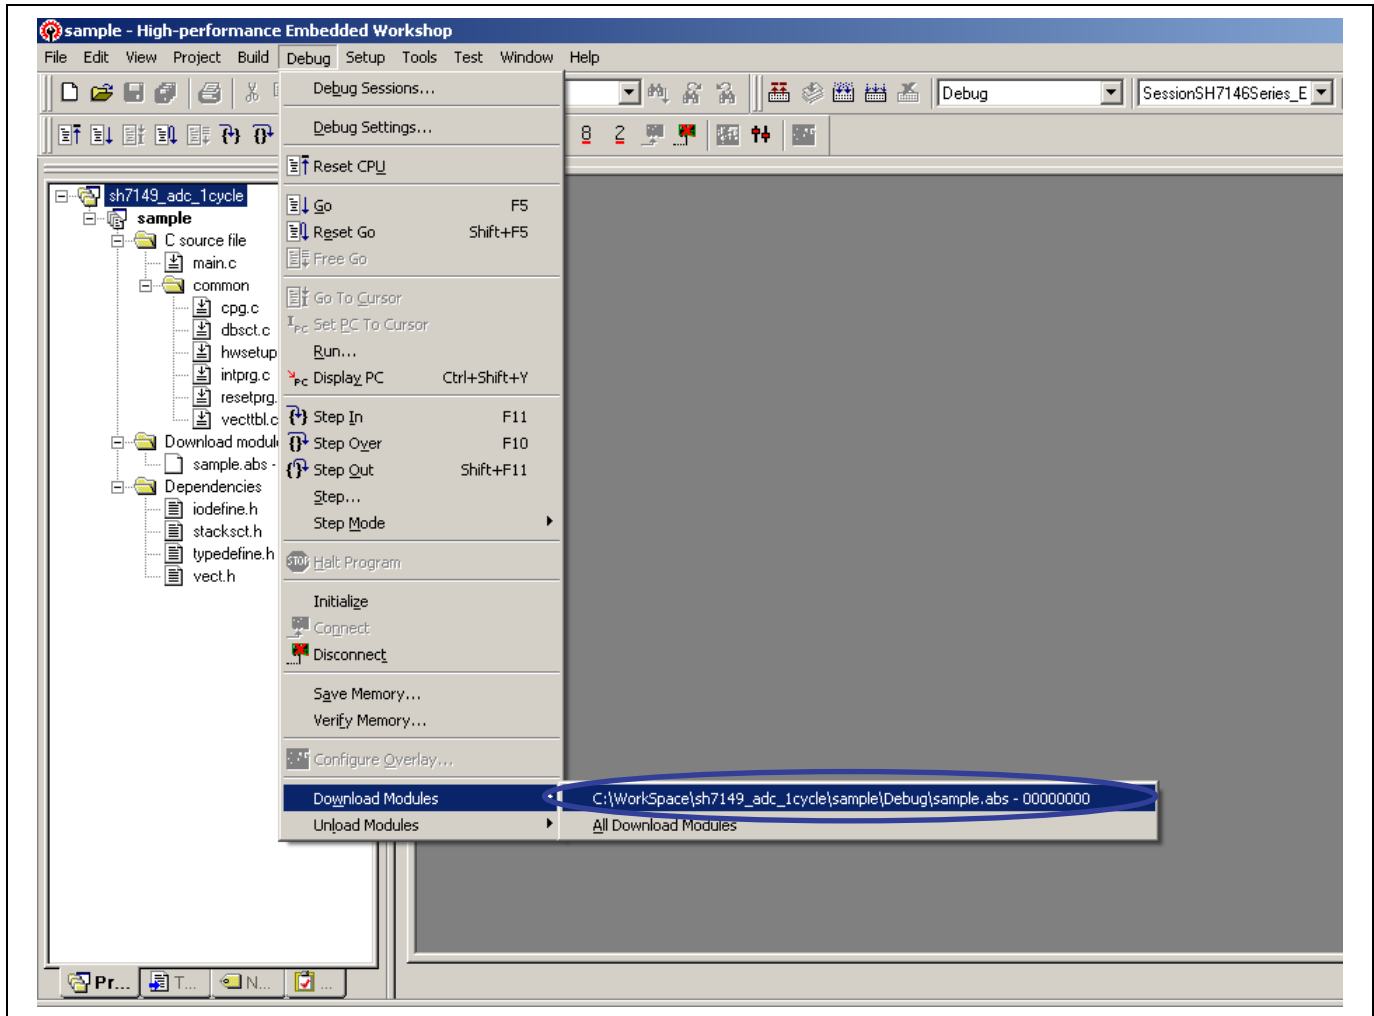 sample - High-performance Embedded Workshop
File Edit View Project Build Debug Setup Tools Test Window Help
Debug
SessionSH7146Series_E
8 2
sh7149_adc_1cycle
sample
C source file
main.c
common
cpg.c
dbsct.c
hwsetup
intprg.c
resetprg.
vecttbl.c
Download modul
sample.abs -
Dependencies
iodefine.h
stacksct.h
typedefine.h
vect.h
Debug Sessions...
Debug Settings...
Reset CPU
Go F5
Reset Go Shift+F5
Free Go
Go To Cursor
Set PC To Cursor
Run...
Display PC Ctrl+Shift+Y
Step In F11
Step Over F10
Step Out Shift+F11
Step...
Step Mode
STOP Halt Program
Initialize
Connect
Disconnect
Save Memory...
Verify Memory...
Configure Overlay...
Download Modules
Unload Modules
C:\WorkSpace\sh7149_adc_1cycle\sample\Debug\sample.abs - 00000000
All Download Modules
Pr... T... N... ...